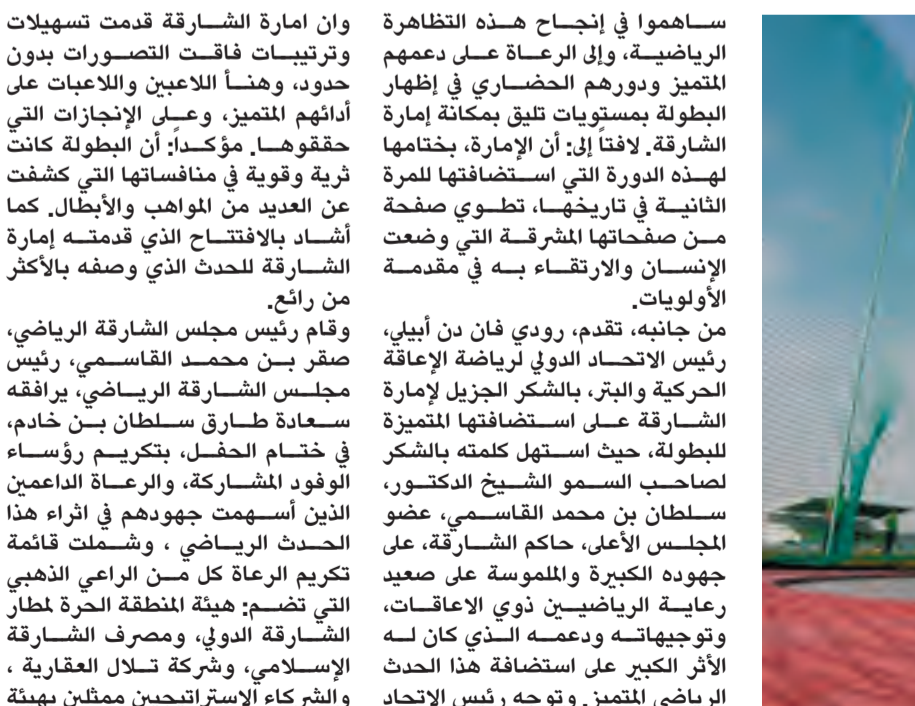 ساهموا في إنجاح هذه التظاهرة
الرياضية، وإلى الرعاة على دعمهم
المتميز ودورهم الحضاري في إظهار
البطولة بمستويات تليق بمكانة إمارة
الشارقة. لافتاً إلى: أن الإمارة، بختامها
لهذه الدورة التي استضافتها للمرة
الثانية في تاريخها، تطوي صفحة
من صفحاتها المشرقة التي وضعت
الإنسان والارتقاء به في مقدمة
الأولويات.
من جانبه، تقدم، رودي فان دن أبيلي،
رئيس الاتحاد الدولي لرياضة الإعاقة
الحركية والبتر، بالشكر الجزيل لإمارة
الشارقة على استضافتها المتميزة
للبطولة، حيث استهل كلمته بالشكر
لصاحب السمو الشيخ الدكتور،
سلطان بن محمد القاسمي، عضو
المجلس الأعلى، حاكم الشارقة، على
جهوده الكبيرة والملموسة على صعيد
رعاية الرياضيين ذوي الاعاقات،
وتوجيهاته ودعمه الذي كان له
الأثر الكبير على استضافة هذا الحدث
الرياضي المتميز. وتوجه رئيس الاتحاد
وان امارة الشارقة قدمت تسهيلات
وترتيبات فاقت التصورات بدون
حدود، وهنأ اللاعبين واللاعبات على
أدائهم المتميز، وعلى الإنجازات التي
حققوها. مؤكداً: أن البطولة كانت
ثرية وقوية في منافساتها التي كشفت
عن العديد من المواهب والأبطال. كما
أشاد بالافتتاح الذي قدمته إمارة
الشارقة للحدث الذي وصفه بالأكثر
من رائع.
وقام رئيس مجلس الشارقة الرياضي،
صقر بن محمد القاسمي، رئيس
مجلس الشارقة الرياضي، يرافقه
سعادة طارق سلطان بن خادم،
في ختام الحفل، بتكريم رؤساء
الوفود المشاركة، والرعاة الداعمين
الذين أسهمت جهودهم في اثراء هذا
الحدث الرياضي ، وشملت قائمة
تكريم الرعاة كل من الراعي الذهبي
التي تضم: هيئة المنطقة الحرة لمطار
الشارقة الدولي، ومصرف الشارقة
الإسلامي، وشركة تلال العقارية ،
والشركاء الإستراتيجيين ممثلين بهيئة